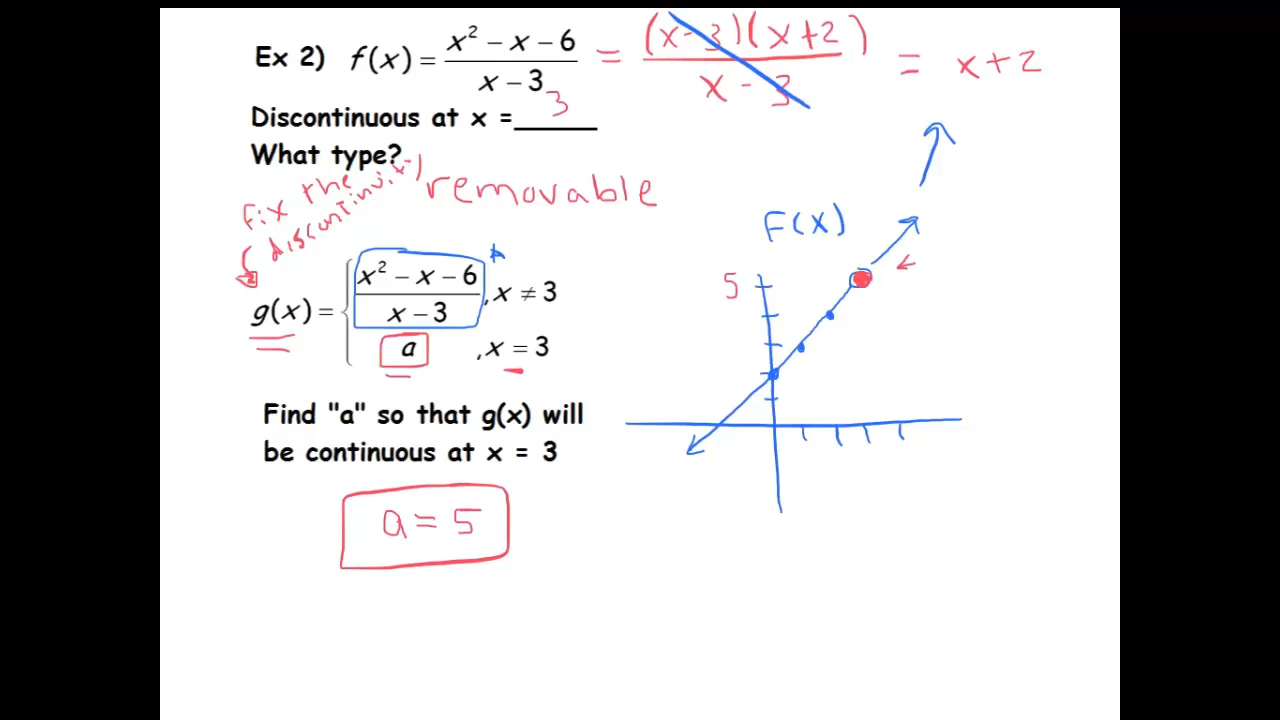 Ex 2) f(x) = x² − x − 6 / x − 3 = (x-3)(x+2) / x - 3 = x+2
Discontinuous at x = 3
What type?
removable
fix the
discontinuity
F(x)
5
g(x) = { x² − x − 6 / x − 3 , x ≠ 3
a , x = 3
Find "a" so that g(x) will
be continuous at x = 3
a = 5